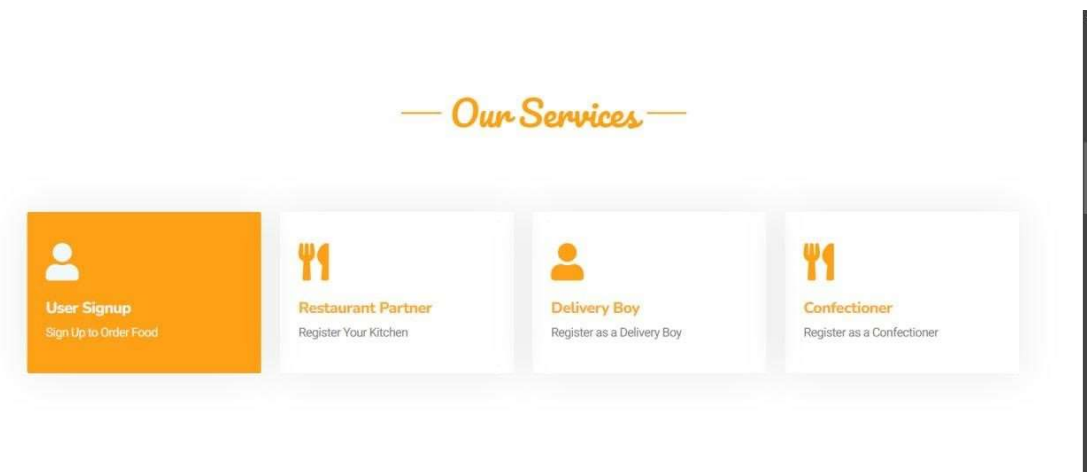 Our Services
User Signup
Sign Up to Order Food
Restaurant Partner
Register Your Kitchen
Delivery Boy
Register as a Delivery Boy
Confectioner
Register as a Confectioner